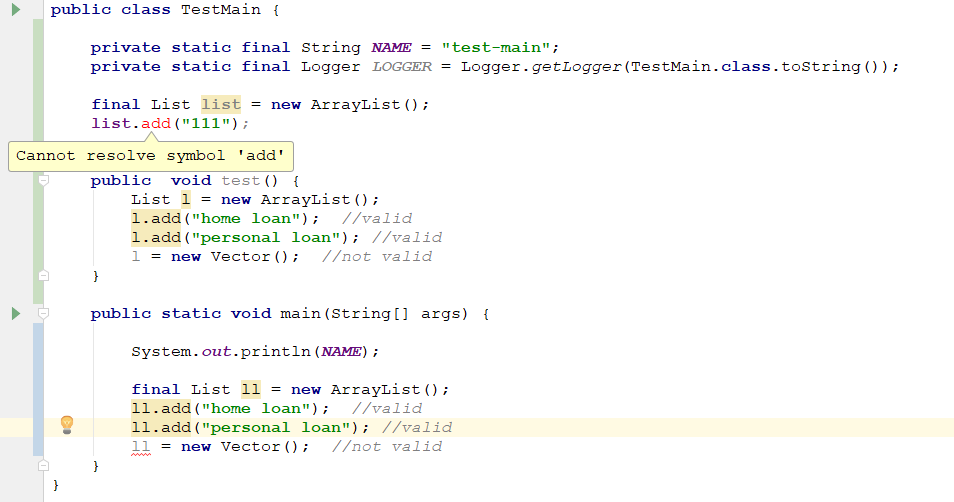 public class TestMain {
private static final String NAME = "test-main";
private static final Logger LOGGER = Logger.getLogger(TestMain.class.toString());
final List list = new ArrayList();
list.add("111");
Cannot resolve symbol 'add'
public  void test() {
List l = new ArrayList();
l.add("home loan");  //valid
l.add("personal loan"); //valid
l = new Vector();  //not valid
}
public static void main(String[] args) {
System.out.println(NAME);
final List ll = new ArrayList();
ll.add("home loan");  //valid
ll.add("personal loan"); //valid
ll = new Vector();  //not valid
}
}